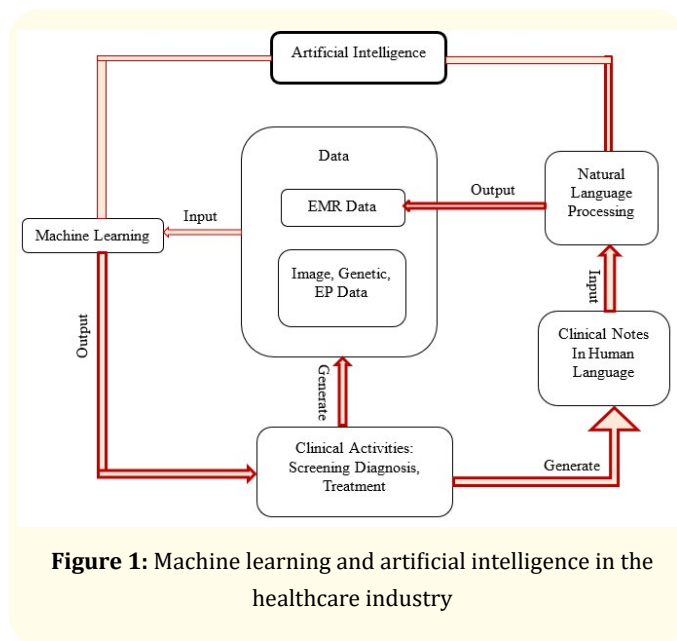 Artificial Intelligence
Data
Natural
Language
Processing
Output
EMR Data
Input
Machine Learning
Image, Genetic,
EP Data
Input
Output
Clinical Notes
In Human
Language
Generate
Clinical Activities:
Screening Diagnosis,
Treatment
Generate
Figure 1: Machine learning and artificial intelligence in the
healthcare industry